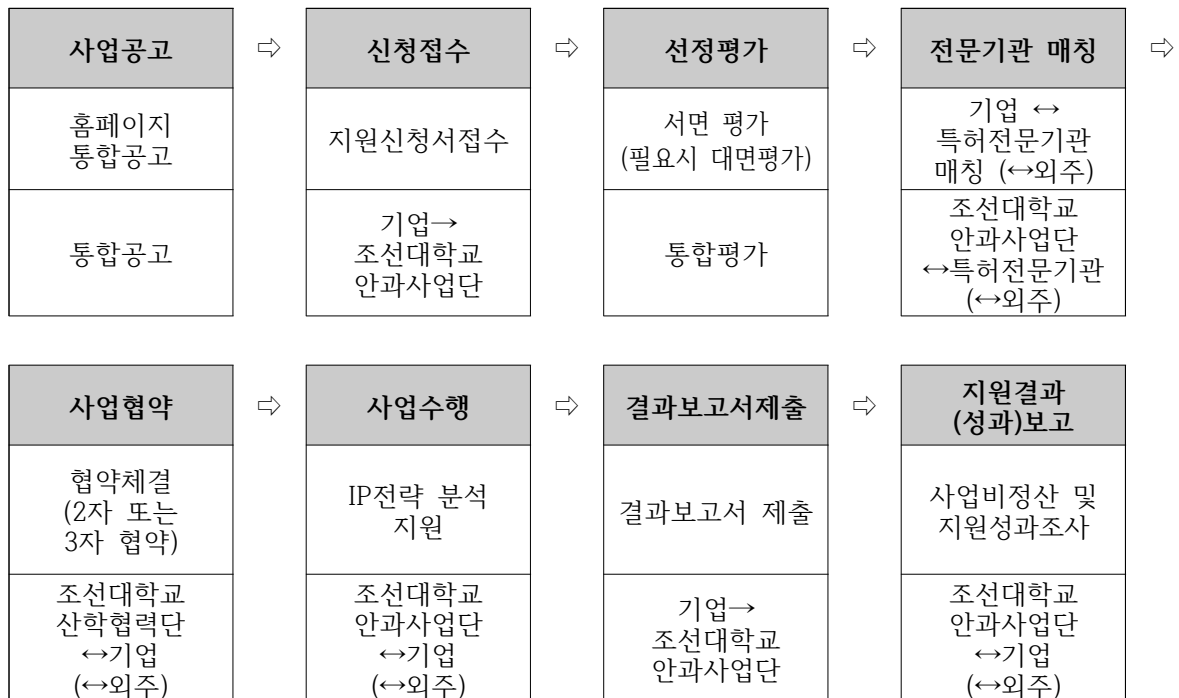 사업공고
⇨
신청접수
⇨
선정평가
⇨
전문기관 매칭
⇨
홈페이지
통합공고
지원신청서접수
서면 평가
(필요시 대면평가)
기업 ↔
특허전문기관
매칭 (↔외주)
통합공고
기업→
조선대학교
안과사업단
통합평가
조선대학교
안과사업단
↔특허전문기관
(↔외주)
사업협약
⇨
사업수행
⇨
결과보고서제출
⇨
지원결과
(성과)보고
협약체결
(2자 또는
3자 협약)
IP전략 분석
지원
결과보고서 제출
사업비정산 및
지원성과조사
조선대학교
산학협력단
↔기업
(↔외주)
조선대학교
안과사업단
↔기업
(↔외주)
기업→
조선대학교
안과사업단
조선대학교
안과사업단
↔기업
(↔외주)